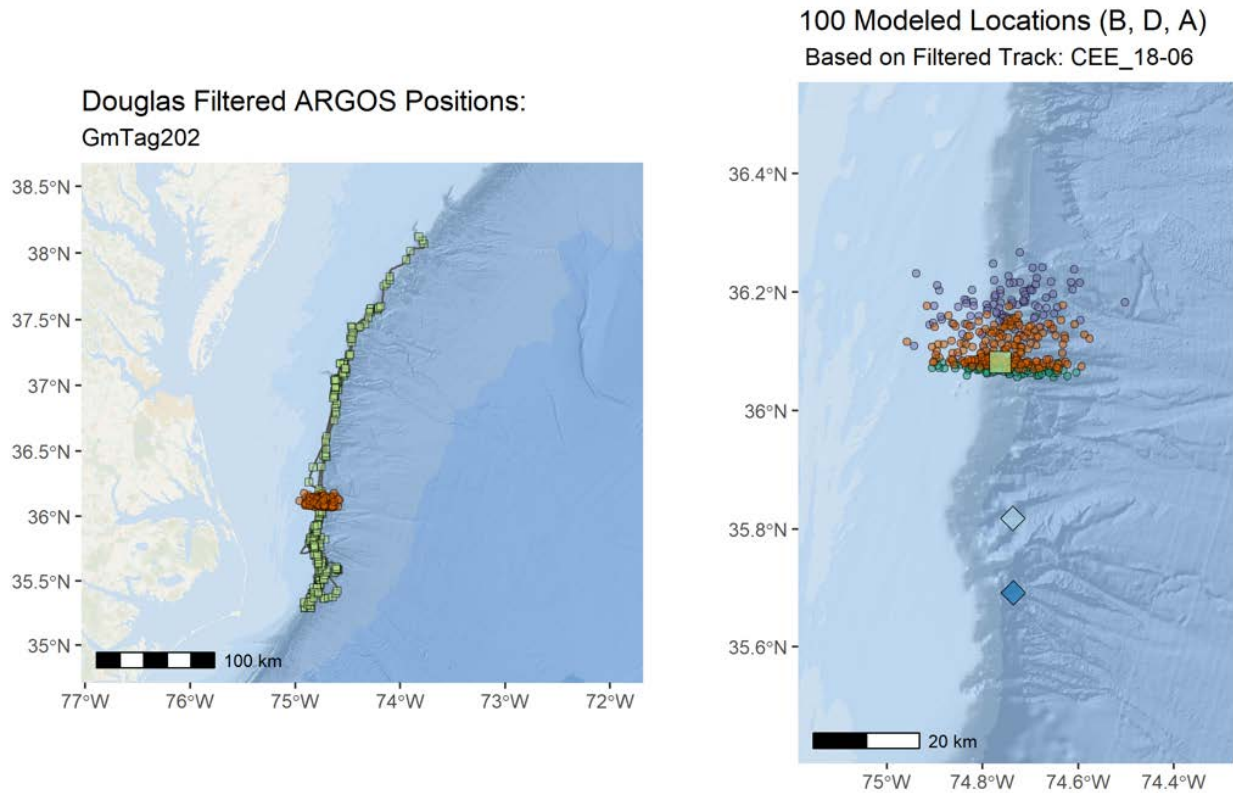 100 Modeled Locations (B, D, A)
Based on Filtered Track: CEE_18-06
Douglas Filtered ARGOS Positions:
GmTag202
38.5°N
38°N
37.5°N
37°N
36.5°N
36°N
35.5°N
35°N
100 km
77°W 76°W 75°W 74°W 73°W 72°W
36.4°N
36.2°N
36°N
35.8°N
35.6°N
20 km
75°W 74.8°W 74.6°W 74.4°W